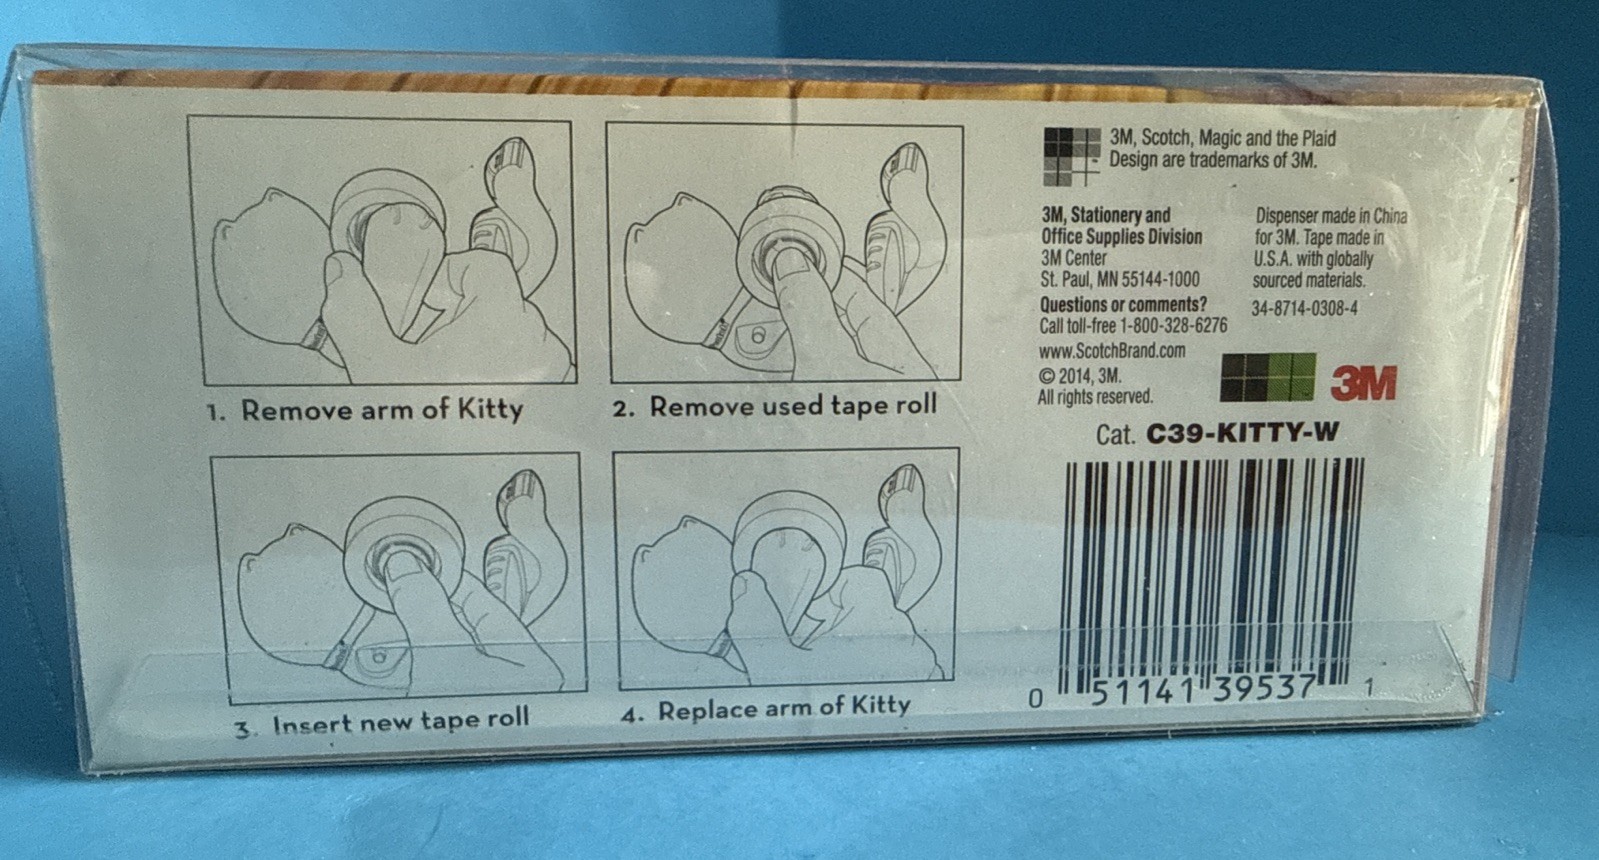 1. Remove arm of Kitty
2. Remove used tape roll
3. Insert new tape roll
4. Replace arm of Kitty
3M, Scotch, Magic and the Plaid
Design are trademarks of 3M.
3M, Stationery and
Office Supplies Division
3M Center
St. Paul, MN 55144-1000
Questions or comments?
Call toll-free 1-800-328-6276
www.ScotchBrand.com
© 2014, 3M.
All rights reserved.
Dispenser made in China
for 3M. Tape made in
U.S.A. with globally
sourced materials.
34-8714-0308-4
3M
Cat. C39-KITTY-W
0 51141 39537 1